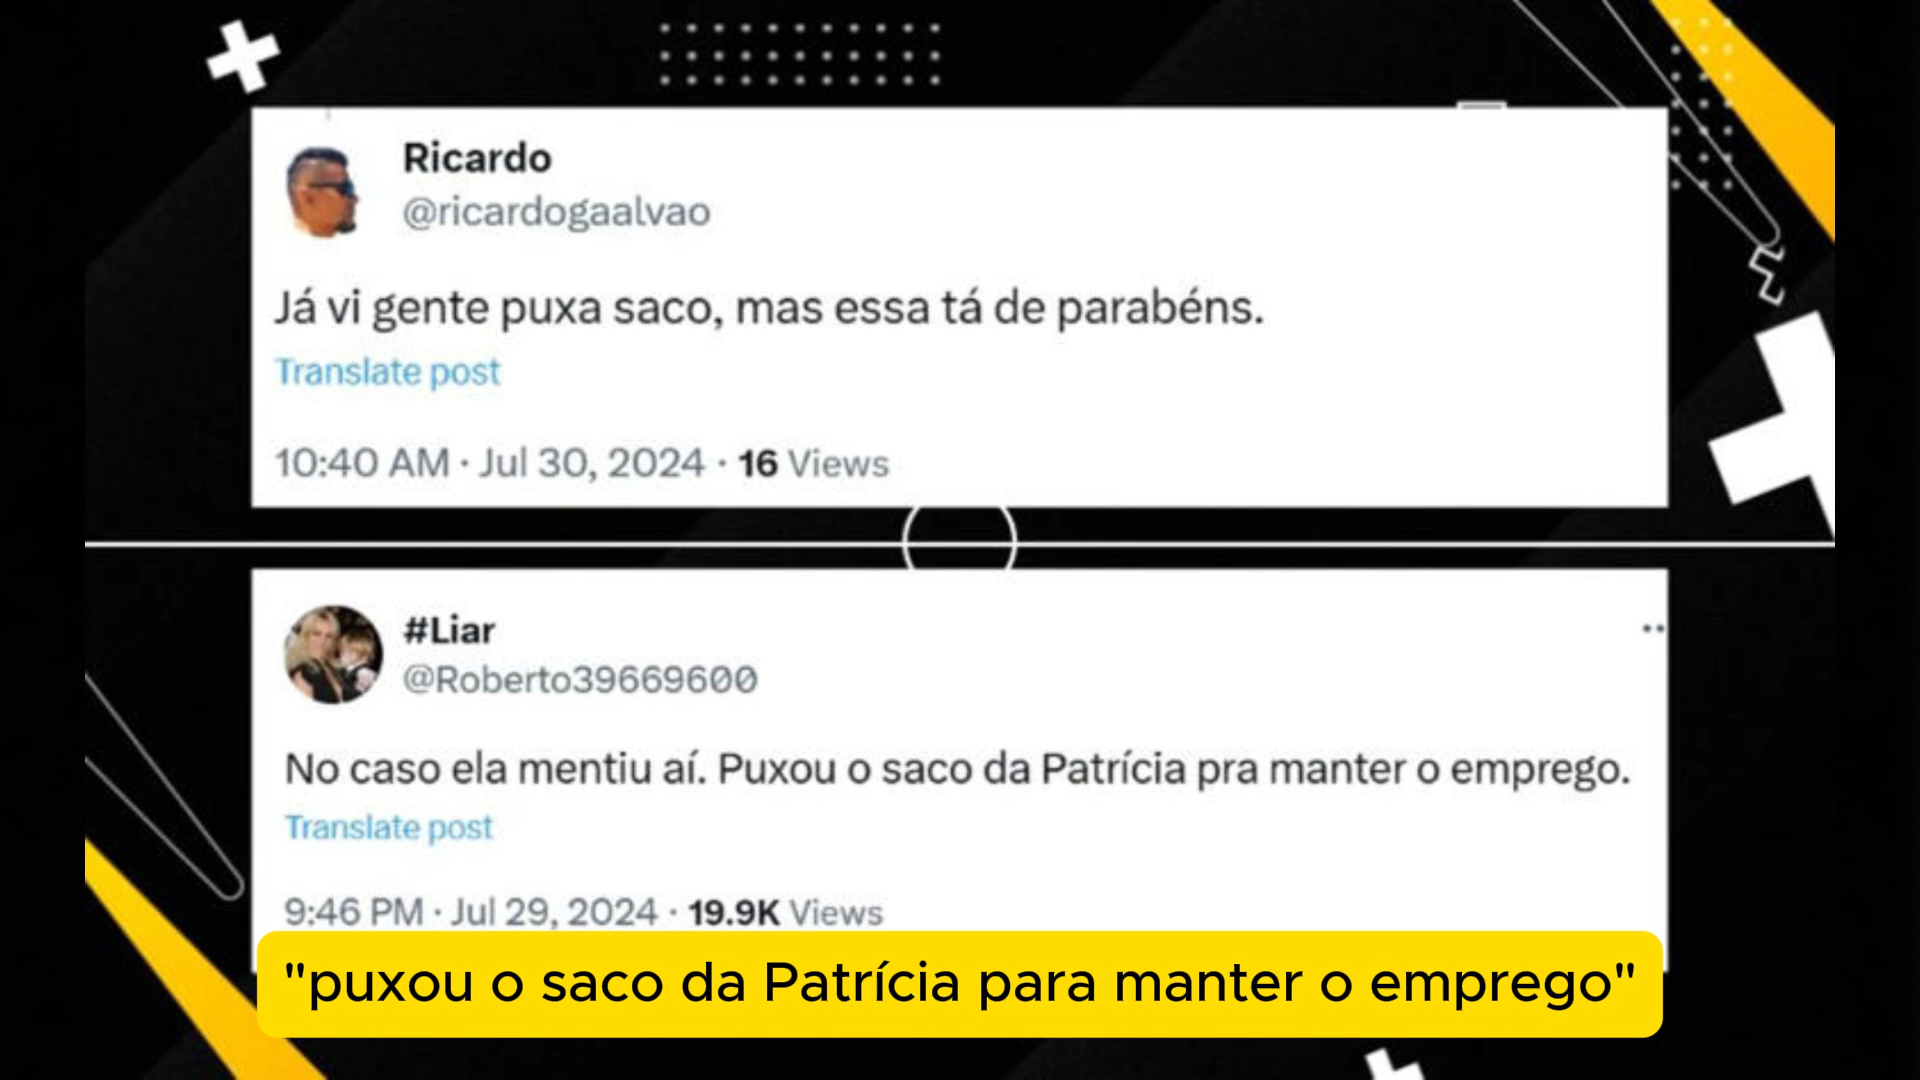 Ricardo
@ricardogaalvao
Já vi gente puxa saco, mas essa tá de parabéns.
Translate post
10:40 AM · Jul 30, 2024 · 16 Views
#Liar
@Roberto39669600
No caso ela mentiu aí. Puxou o saco da Patrícia pra manter o emprego.
Translate post
9:46 PM · Jul 29, 2024 · 19.9K Views
"puxou o saco da Patrícia para manter o emprego"